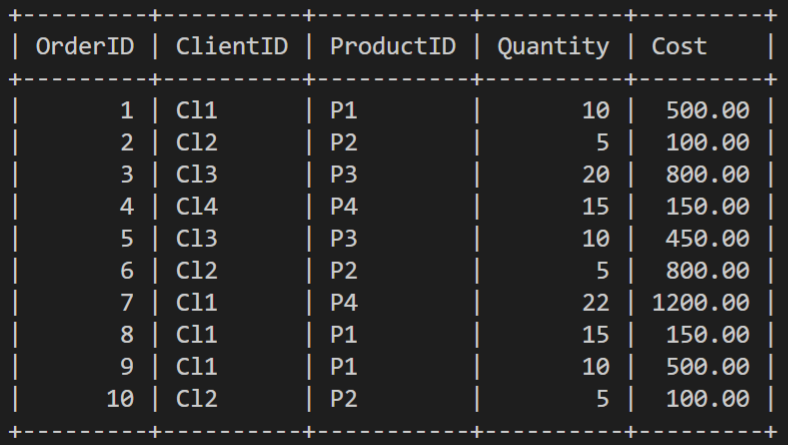 +---------+----------+-----------+----------+---------+
| OrderID | ClientID | ProductID | Quantity | Cost    |
+---------+----------+-----------+----------+---------+
|       1 | Cl1      | P1        |       10 |  500.00 |
|       2 | Cl2      | P2        |        5 |  100.00 |
|       3 | Cl3      | P3        |       20 |  800.00 |
|       4 | Cl4      | P4        |       15 |  150.00 |
|       5 | Cl3      | P3        |       10 |  450.00 |
|       6 | Cl2      | P2        |        5 |  800.00 |
|       7 | Cl1      | P4        |       22 | 1200.00 |
|       8 | Cl1      | P1        |       15 |  150.00 |
|       9 | Cl1      | P1        |       10 |  500.00 |
|      10 | Cl2      | P2        |        5 |  100.00 |
+---------+----------+-----------+----------+---------+